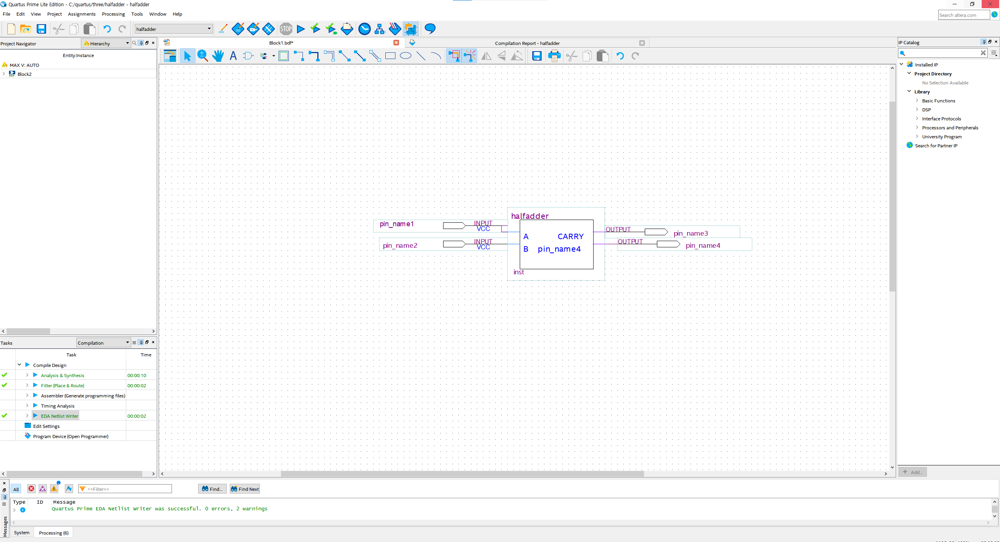 Quartus Prime Lite Edition - C:/quartus/three/halfadder - halfadder
File Edit View Project Assignments Processing Tools Window Help
Search altera.com
STOP
halfadder
Project Navigator
Hierarchy
Entity:Instance
MAX V: AUTO
BDF Block2
Block1.bdf*
Compilation Report - halfadder
A
halfadder
pin_name1
INPUT
VCC
pin_name2
INPUT
VCC
A CARRY
B pin_name4
inst
OUTPUT
pin_name3
OUTPUT
pin_name4
IP Catalog
Installed IP
Project Directory
No Selection Available
Library
Basic Functions
DSP
Interface Protocols
Processors and Peripherals
University Program
Search for Partner IP
+ Add...
Tasks
Compilation
Task Time
Compile Design
Analysis & Synthesis 00:00:10
Fitter (Place & Route) 00:00:02
Assembler (Generate programming files)
Timing Analysis
EDA Netlist Writer 00:00:02
Edit Settings
Program Device (Open Programmer)
All
<<Filter>>
Find...
Find Next
Type ID Message
Quartus Prime EDA Netlist Writer was successful. 0 errors, 2 warnings
Messages
System
Processing (6)